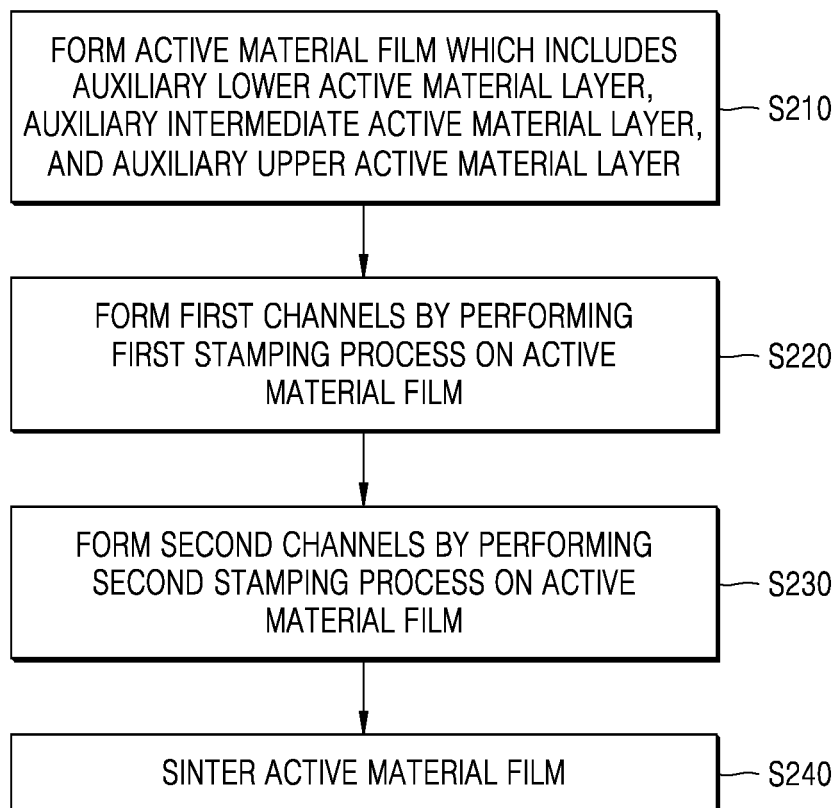 FORM ACTIVE MATERIAL FILM WHICH INCLUDES
AUXILIARY LOWER ACTIVE MATERIAL LAYER,
AUXILIARY INTERMEDIATE ACTIVE MATERIAL LAYER,
AND AUXILIARY UPPER ACTIVE MATERIAL LAYER
S210
FORM FIRST CHANNELS BY PERFORMING
FIRST STAMPING PROCESS ON ACTIVE
MATERIAL FILM
S220
FORM SECOND CHANNELS BY PERFORMING
SECOND STAMPING PROCESS ON ACTIVE
MATERIAL FILM
S230
SINTER ACTIVE MATERIAL FILM
S240